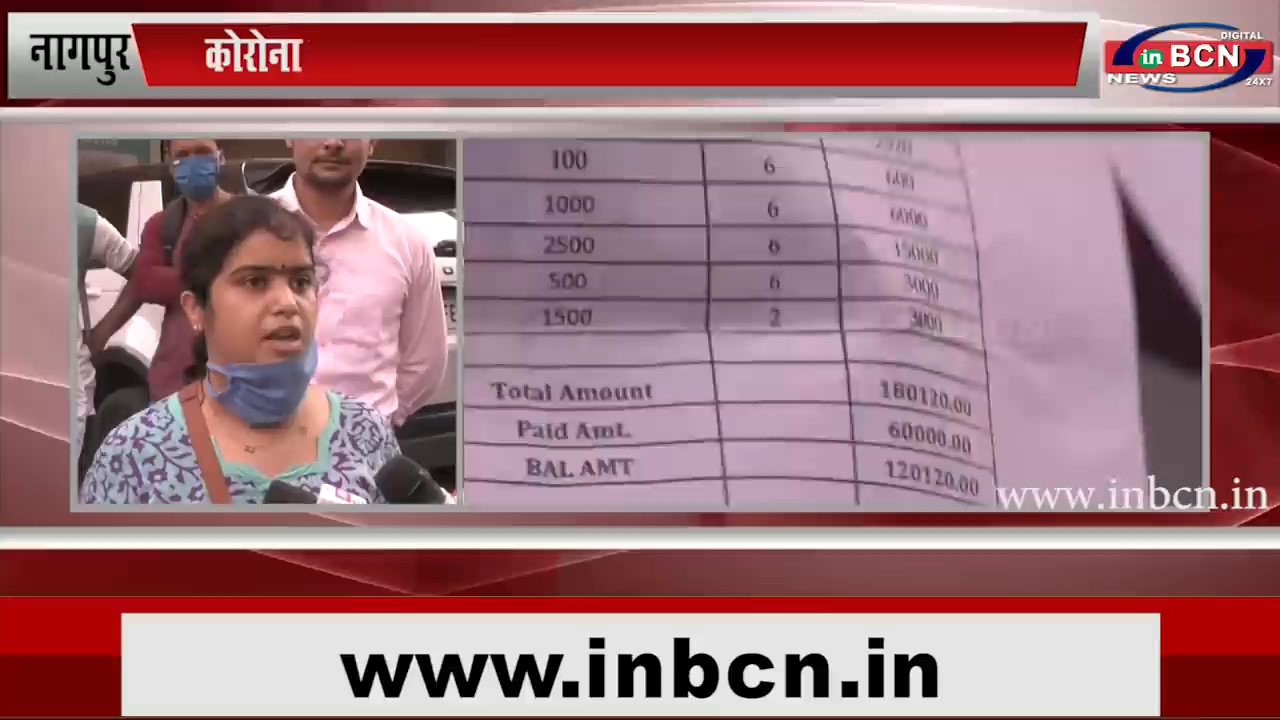 नागपुर
कोरोना
DIGITAL
in BCN
NEWS
24X7
100 6 600
1000 6 6000
2500 6 15000
500 6 3000
1500 2 3000
Total Amount 180120.00
Paid Amt. 60000.00
BAL AMT 120120.00
www.inbcn.in
www.inbcn.in